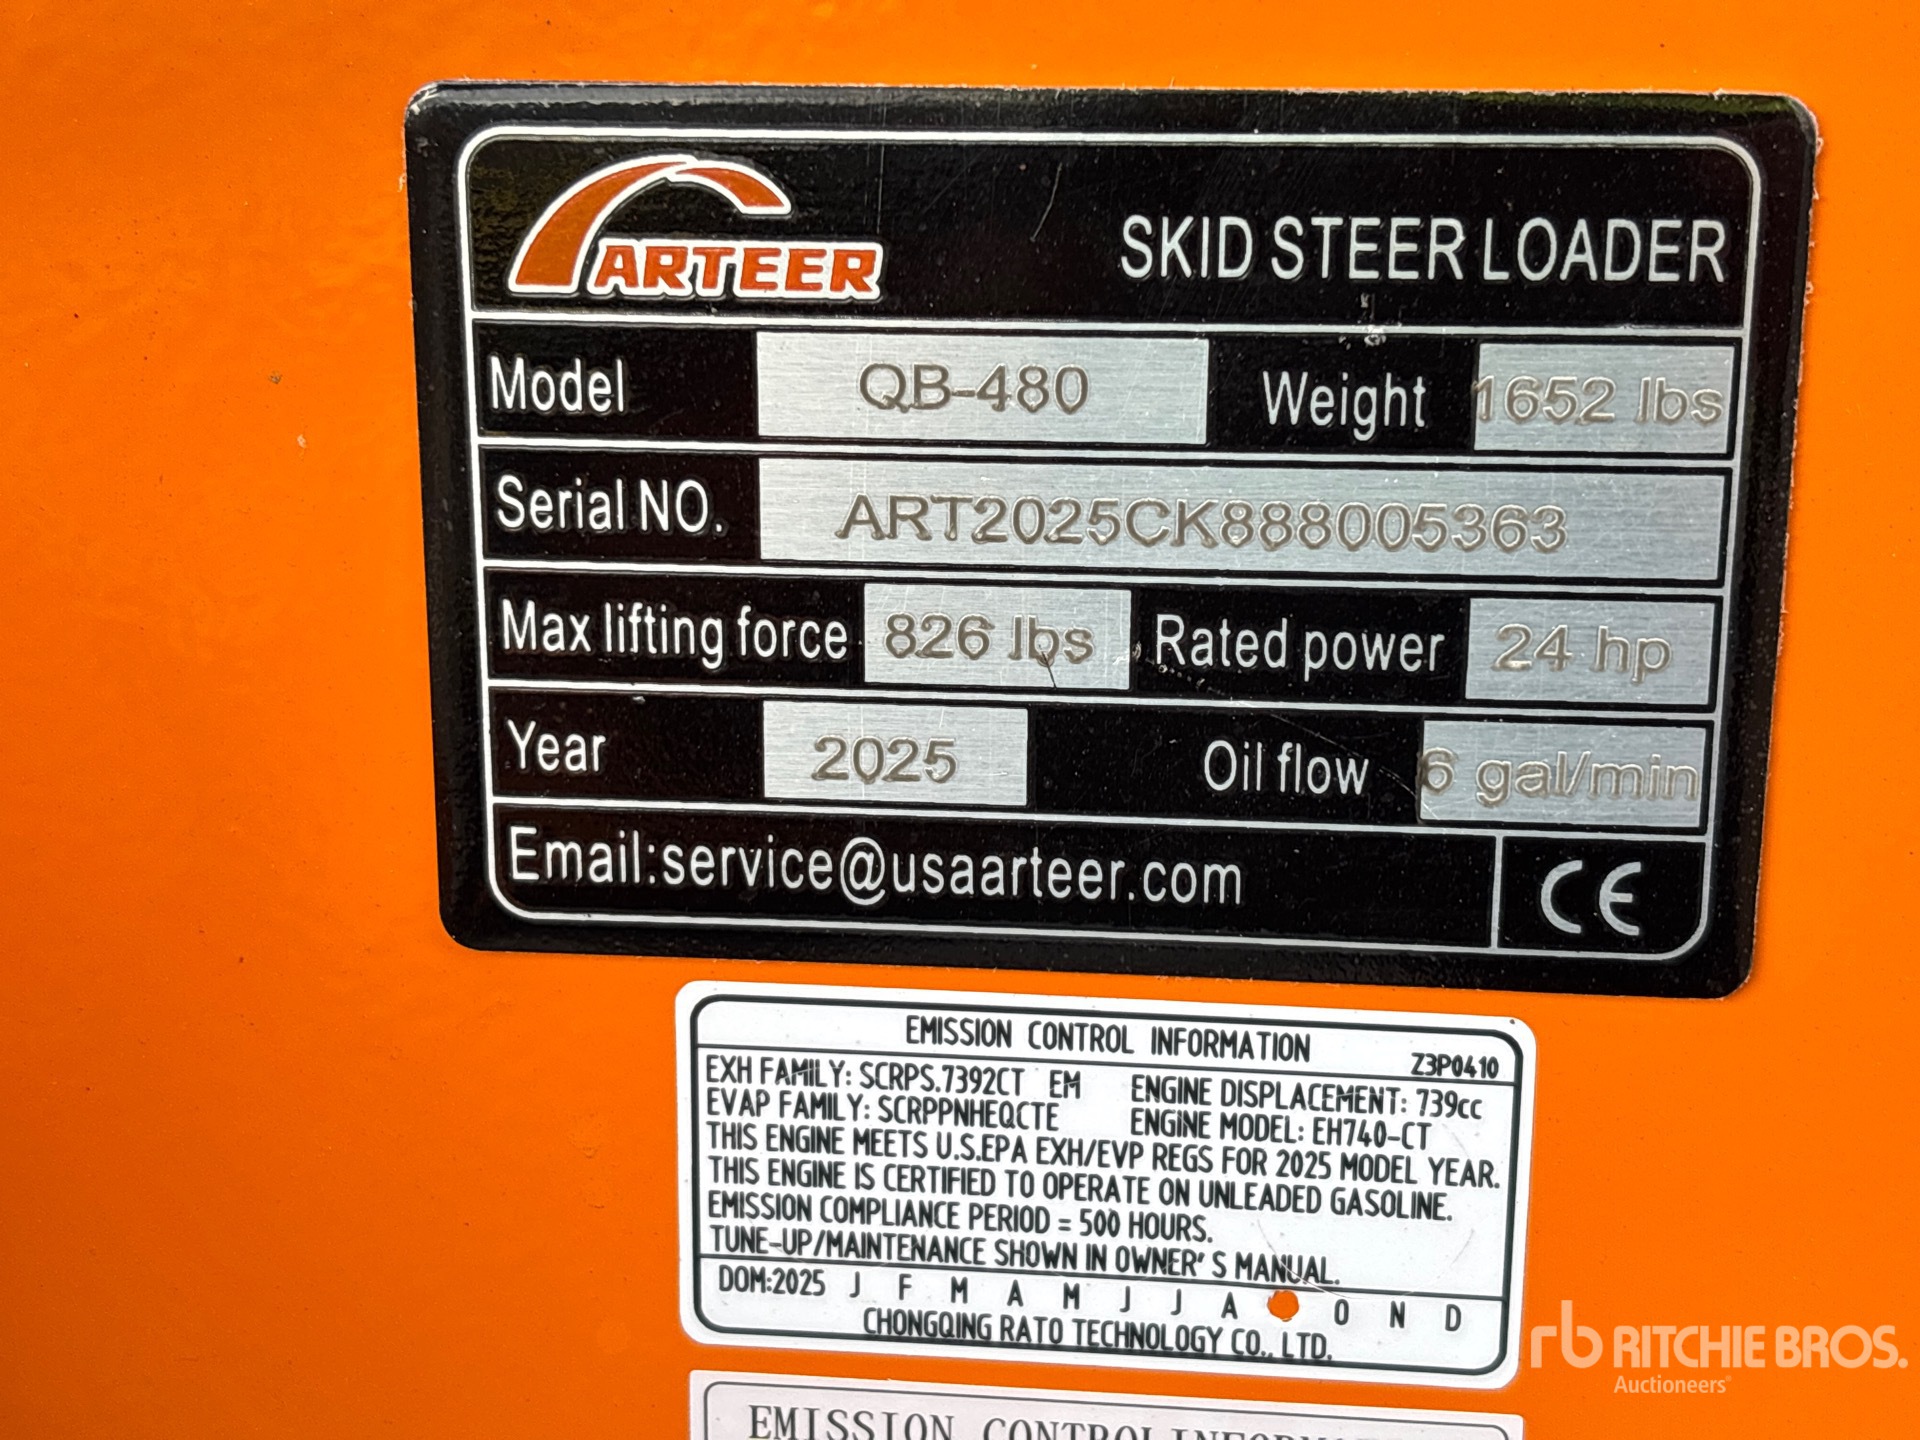 ARTEER
SKID STEER LOADER
Model QB-480 Weight 1652 lbs
Serial NO. ART2025CK888005363
Max lifting force 826 lbs Rated power 24 hp
Year 2025 Oil flow 6 gal/min
Email:service@usaarteer.com CE
EMISSION CONTROL INFORMATION Z3P0410
EXH FAMILY: SCRPS.7392CT EM ENGINE DISPLACEMENT: 739cc
EVAP FAMILY: SCRPPNHEQCTE ENGINE MODEL: EH740-CT
THIS ENGINE MEETS U.S.EPA EXH/EVP REGS FOR 2025 MODEL YEAR.
THIS ENGINE IS CERTIFIED TO OPERATE ON UNLEADED GASOLINE.
EMISSION COMPLIANCE PERIOD = 500 HOURS.
TUNE-UP/MAINTENANCE SHOWN IN OWNER' S MANUAL.
DOM:2025 J F M A M J J A O N D
CHONGQING RATO TECHNOLOGY CO., LTD.
rb RITCHIE BROS.
Auctioneers
EMISSION CONTROL INFORMATION